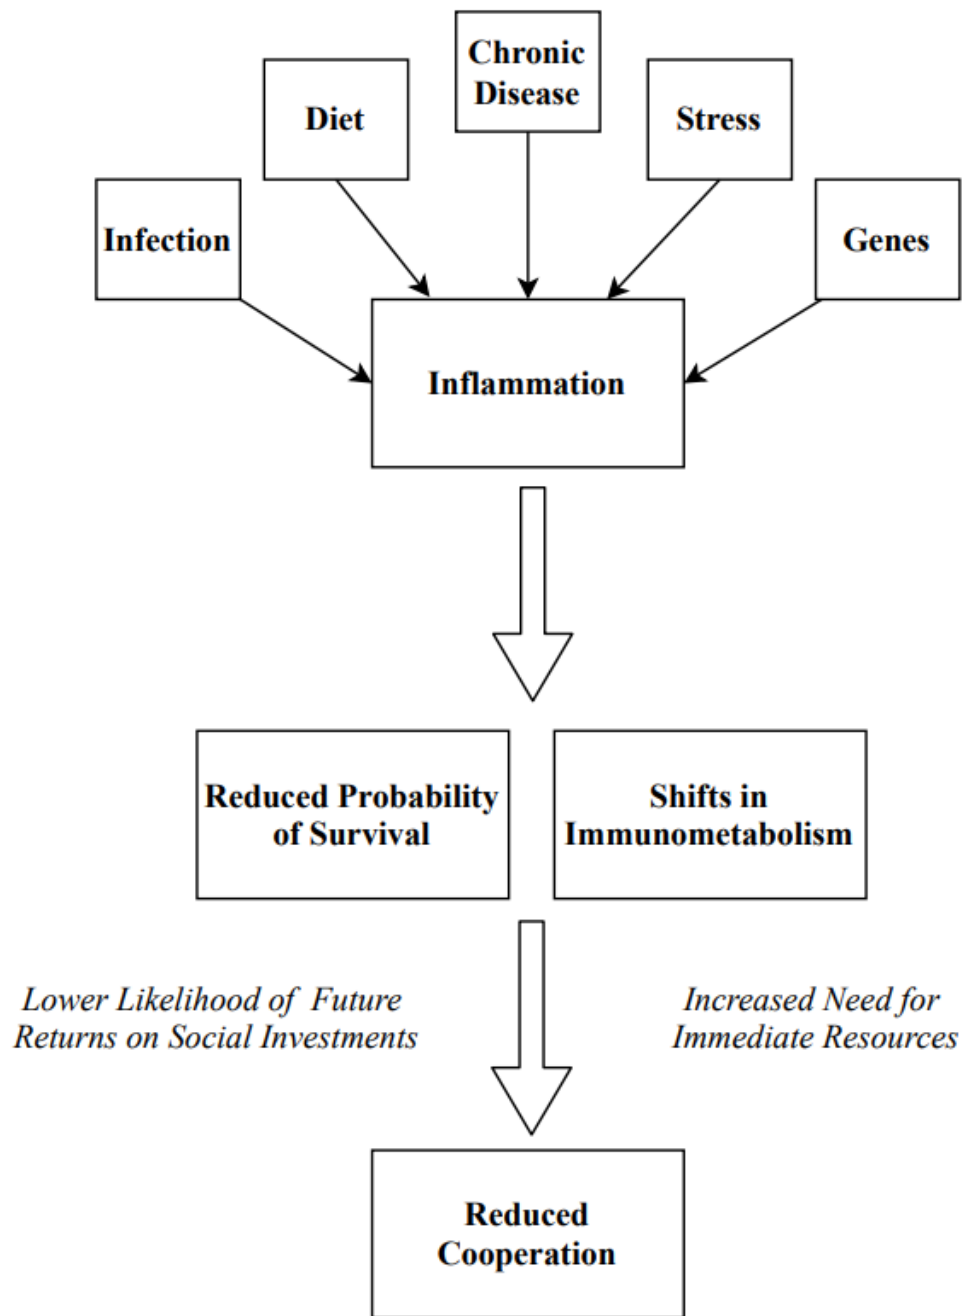 Chronic
Disease
Diet
Stress
Infection
Genes
Inflammation
Reduced Probability
of Survival
Shifts in
Immunometabolism
Lower Likelihood of Future
Returns on Social Investments
Increased Need for
Immediate Resources
Reduced
Cooperation